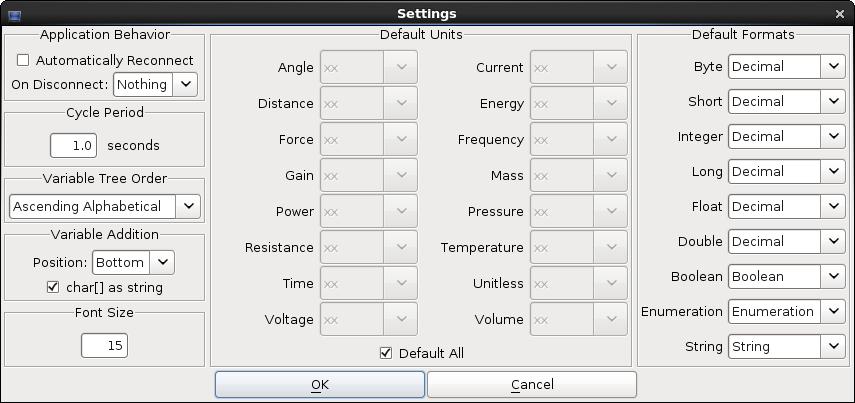 Settings
Application Behavior
Automatically Reconnect
On Disconnect: Nothing
Cycle Period
1.0 seconds
Variable Tree Order
Ascending Alphabetical
Variable Addition
Position: Bottom
char[] as string
Font Size
15
Default Units
Angle xx Current xx
Distance xx Energy xx
Force xx Frequency xx
Gain xx Mass xx
Power xx Pressure xx
Resistance xx Temperature xx
Time xx Unitless xx
Voltage xx Volume xx
Default All
Default Formats
Byte Decimal
Short Decimal
Integer Decimal
Long Decimal
Float Decimal
Double Decimal
Boolean Boolean
Enumeration Enumeration
String String
OK Cancel